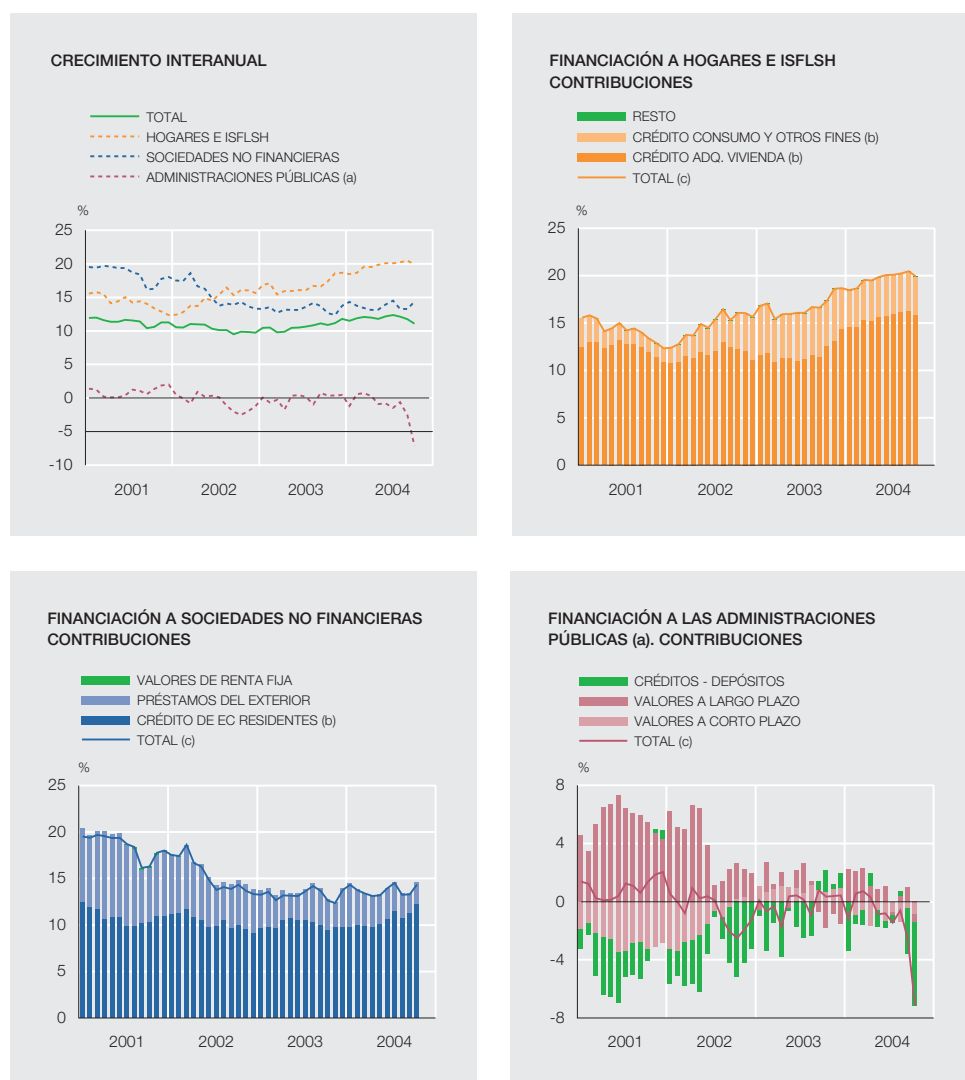 CRECIMIENTO INTERANUAL
TOTAL
HOGARES E ISFLSH
SOCIEDADES NO FINANCIERAS
ADMINISTRACIONES PÚBLICAS (a)
%
25
20
15
10
5
0
-5
-10
2001 2002 2003 2004
FINANCIACIÓN A HOGARES E ISFLSH
CONTRIBUCIONES
RESTO
CRÉDITO CONSUMO Y OTROS FINES (b)
CRÉDITO ADQ. VIVIENDA (b)
TOTAL (c)
%
25
20
15
10
5
0
2001 2002 2003 2004
FINANCIACIÓN A SOCIEDADES NO FINANCIERAS
CONTRIBUCIONES
VALORES DE RENTA FIJA
PRÉSTAMOS DEL EXTERIOR
CRÉDITO DE EC RESIDENTES (b)
TOTAL (c)
%
25
20
15
10
5
0
2001 2002 2003 2004
FINANCIACIÓN A LAS ADMINISTRACIONES
PÚBLICAS (a). CONTRIBUCIONES
CRÉDITOS - DEPÓSITOS
VALORES A LARGO PLAZO
VALORES A CORTO PLAZO
TOTAL (c)
%
8
4
0
-4
-8
2001 2002 2003 2004